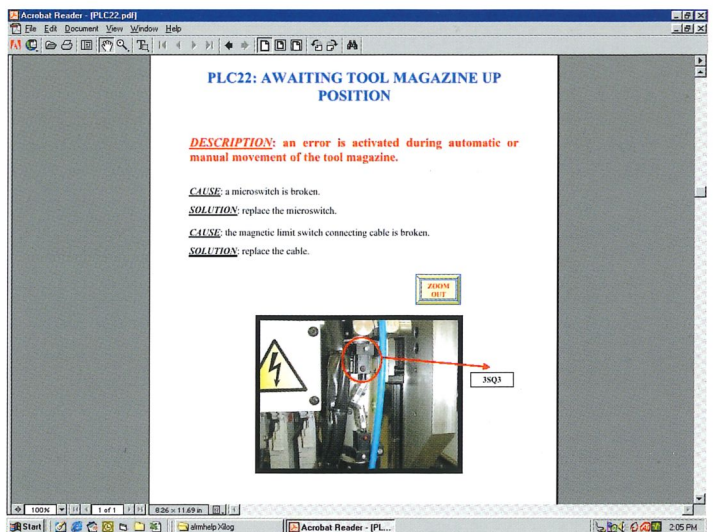 Acrobat Reader - [PLC22.pdf]
File Edit Document View Window Help
PLC22: AWAITING TOOL MAGAZINE UP
POSITION
DESCRIPTION: an error is activated during automatic or
manual movement of the tool magazine.
CAUSE: a microswitch is broken.
SOLUTION: replace the microswitch.
CAUSE: the magnetic limit switch connecting cable is broken.
SOLUTION: replace the cable.
ZOOM
OUT
3SQ3
100% 1 of 1 8.26 x 11.69 in
Start almhelp Xilog Acrobat Reader - [PL... 2:05 PM